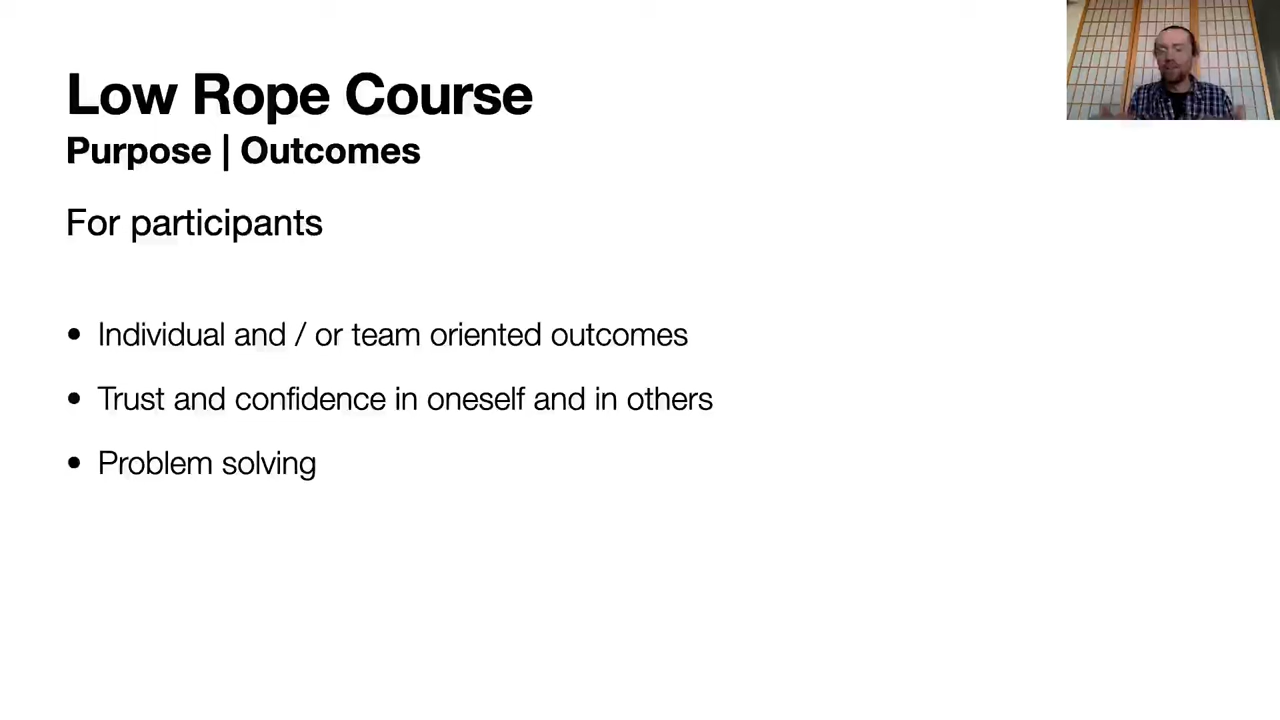 Low Rope Course
Purpose | Outcomes
For participants
• Individual and / or team oriented outcomes
• Trust and confidence in oneself and in others
• Problem solving